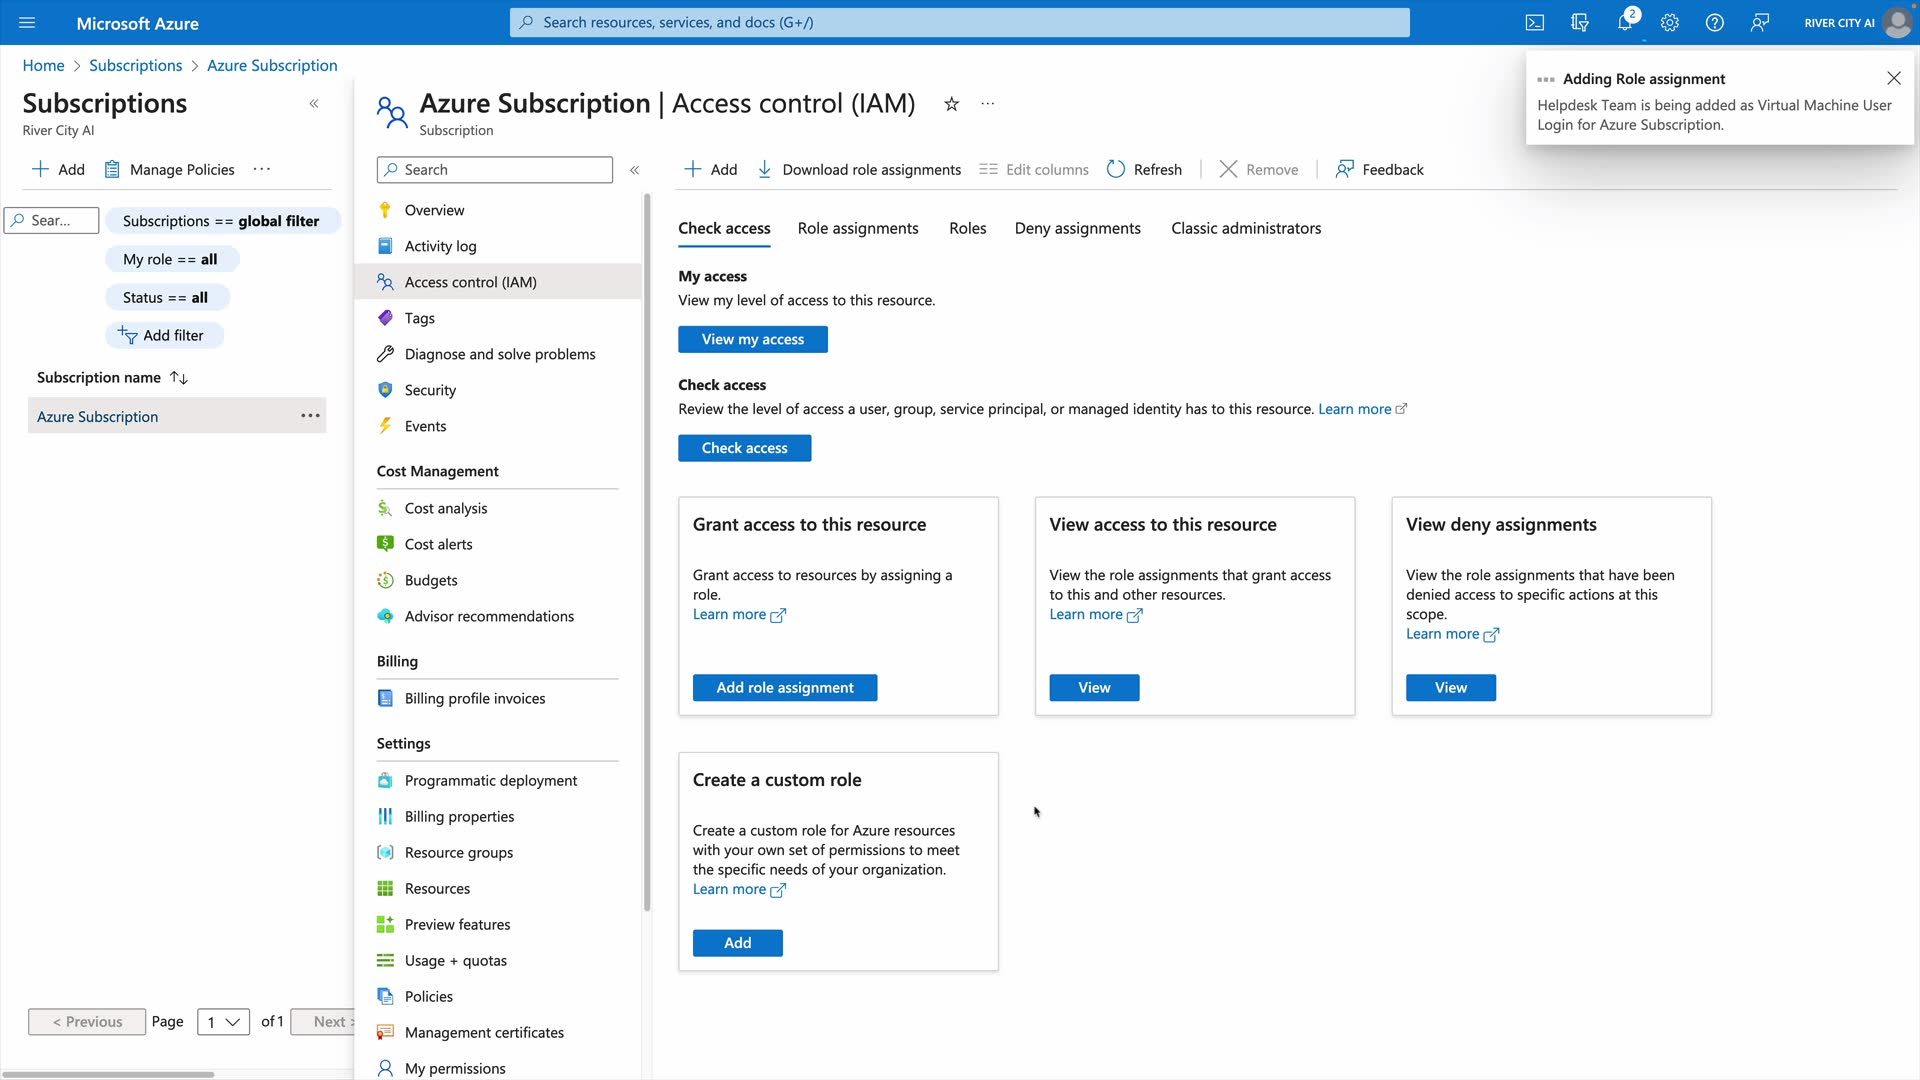 Microsoft Azure
Search resources, services, and docs (G+/)
2
RIVER CITY AI
Home > Subscriptions > Azure Subscription
Subscriptions
River City AI
Add
Manage Policies
Sear...
Subscriptions == global filter
My role == all
Status == all
Add filter
Subscription name
Azure Subscription
< Previous
Page
1
of 1
Next >
Azure Subscription | Access control (IAM)
Subscription
Search
Overview
Activity log
Access control (IAM)
Tags
Diagnose and solve problems
Security
Events
Cost Management
Cost analysis
Cost alerts
Budgets
Advisor recommendations
Billing
Billing profile invoices
Settings
Programmatic deployment
Billing properties
Resource groups
Resources
Preview features
Usage + quotas
Policies
Management certificates
My permissions
Add
Download role assignments
Edit columns
Refresh
Remove
Feedback
Check access
Role assignments
Roles
Deny assignments
Classic administrators
My access
View my level of access to this resource.
View my access
Check access
Review the level of access a user, group, service principal, or managed identity has to this resource. Learn more
Check access
Grant access to this resource
Grant access to resources by assigning a
role.
Learn more
Add role assignment
View access to this resource
View the role assignments that grant access
to this and other resources.
Learn more
View
View deny assignments
View the role assignments that have been
denied access to specific actions at this
scope.
Learn more
View
Create a custom role
Create a custom role for Azure resources
with your own set of permissions to meet
the specific needs of your organization.
Learn more
Add
Adding Role assignment
Helpdesk Team is being added as Virtual Machine User
Login for Azure Subscription.